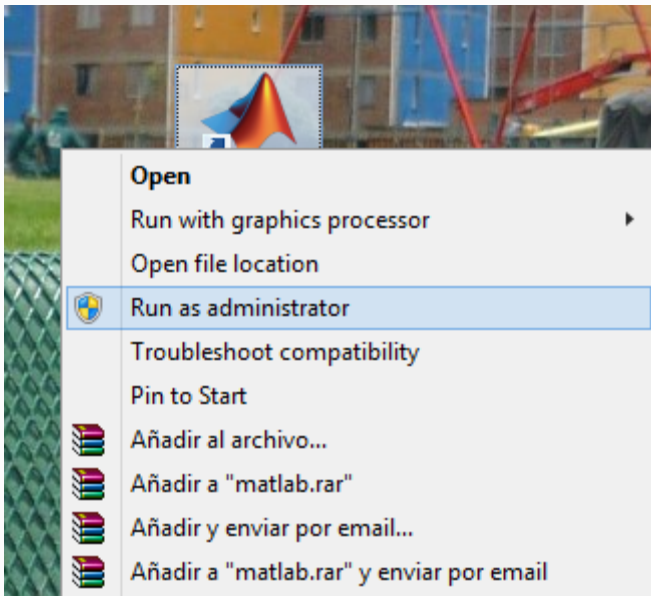 Open
Run with graphics processor
Open file location
Run as administrator
Troubleshoot compatibility
Pin to Start
Añadir al archivo...
Añadir a "matlab.rar"
Añadir y enviar por email...
Añadir a "matlab.rar" y enviar por email